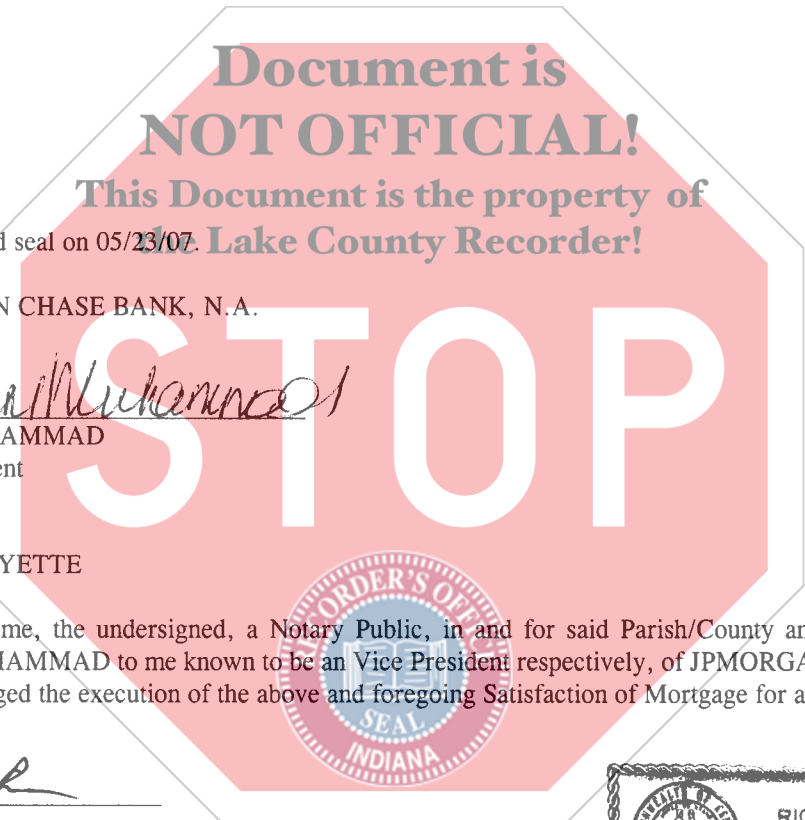 Document is
NOT OFFICIAL!
This Document is the property of
the Lake County Recorder!
d seal on 05/23/07.
N CHASE BANK, N.A.
STOP
Muhammad
AMMAD
ent
YETTE
RECORDER'S OFFICE
me, the undersigned, a Notary Public, in and for said Parish/County an
HAMMAD to me known to be an Vice President respectively, of JPMORGA
ged the execution of the above and foregoing Satisfaction of Mortgage for a
SEAL
INDIANA
RIC